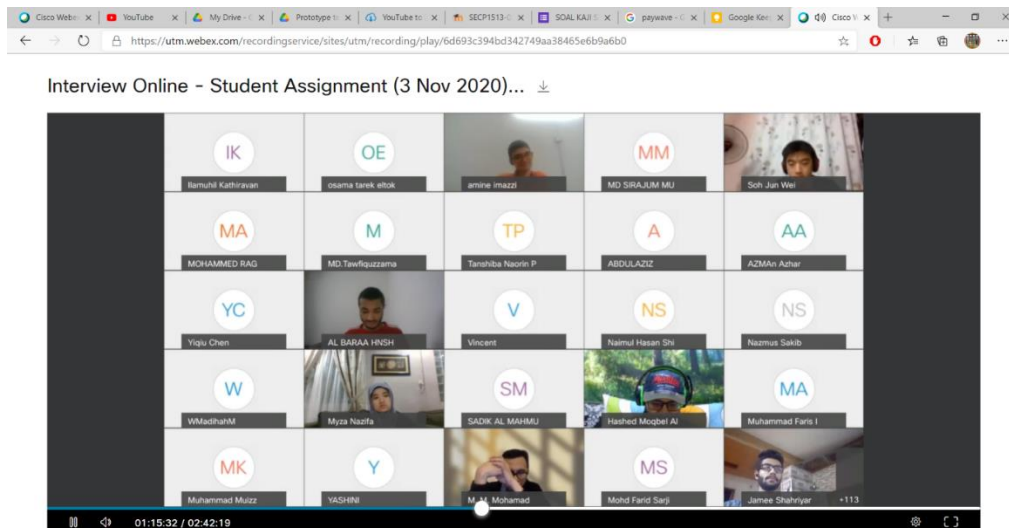 Cisco Webex
YouTube
My Drive - G
Prototype t
YouTube to
SECP1513-
SOAL KAJI S
paywave - G
Google Kee
Cisco W
https://utm.webex.com/recordingservice/sites/utm/recording/play/6d693c394bd342749aa38465e6b9a6b0
Interview Online - Student Assignment (3 Nov 2020)...
IK
OE
MM
Ilamuhil Kathiravan
osama tarek eltok
amine imazzi
MD SIRAJUM MU
Soh Jun Wei
MA
M
TP
A
AA
MOHAMMED RAG
MD.Tawfiquzzama
Tanshiba Naorin P
ABDULAZIZ
AZMAn Azhar
YC
V
NS
NS
Yiqiu Chen
AL BARAA HNSH
Vincent
Naimul Hasan Shi
Nazmus Sakib
W
SM
MA
WMadihahM
Myza Nazifa
SADIK AL MAHMU
Hashed Moqbel Al
Muhammad Faris I
MK
Y
MS
Muhammad Muizz
YASHINI
M. M. Mohamad
Mohd Farid Sarji
Jamee Shahriyar
+113
01:15:32 / 02:42:19